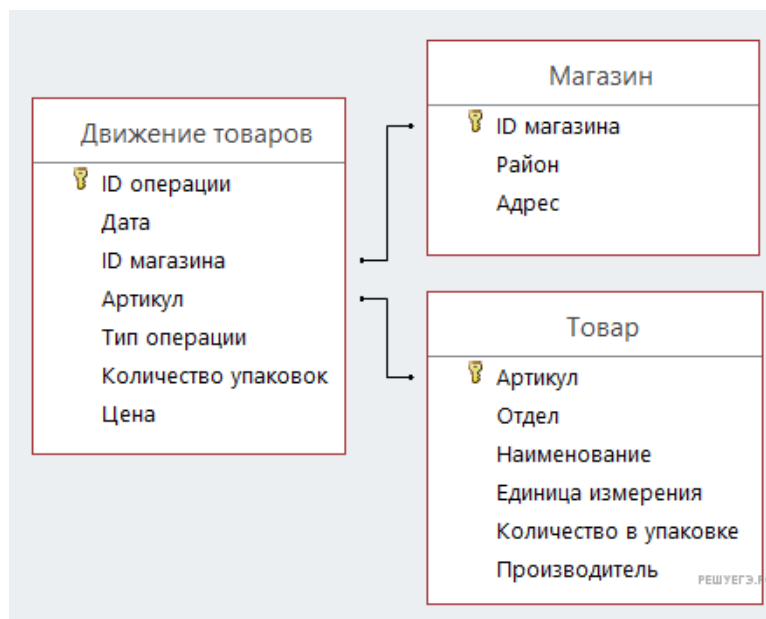 Движение товаров
ID операции
Дата
ID магазина
Артикул
Тип операции
Количество упаковок
Цена
Магазин
ID магазина
Район
Адрес
Товар
Артикул
Отдел
Наименование
Единица измерения
Количество в упаковке
Производитель